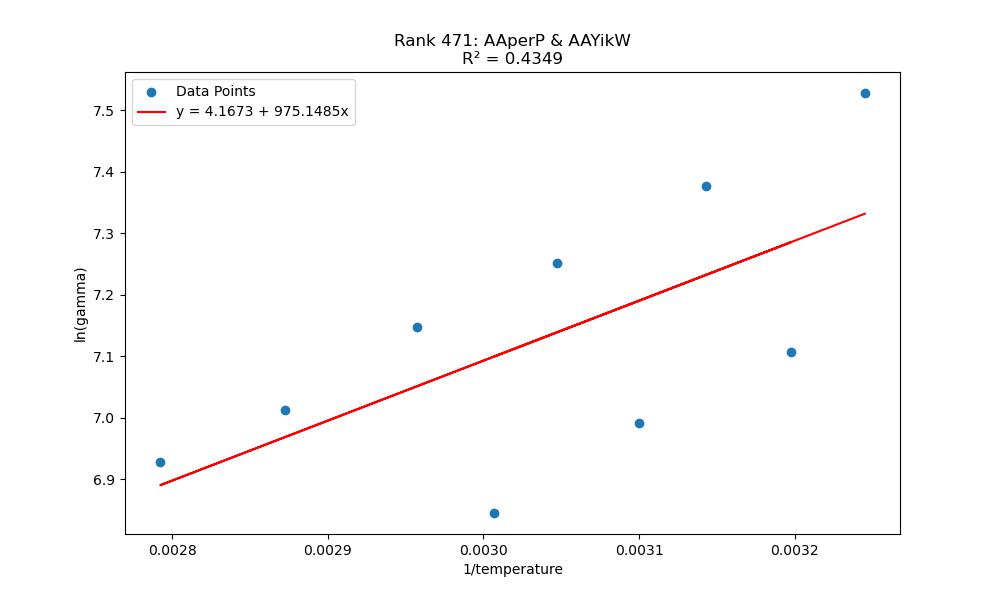 Rank 471: AAperP & AAYikW
R² = 0.4349
Data Points
y = 4.1673 + 975.1485x
7.5
7.4
7.3
7.2
7.1
7.0
6.9
ln(gamma)
0.0028 0.0029 0.0030 0.0031 0.0032
1/temperature